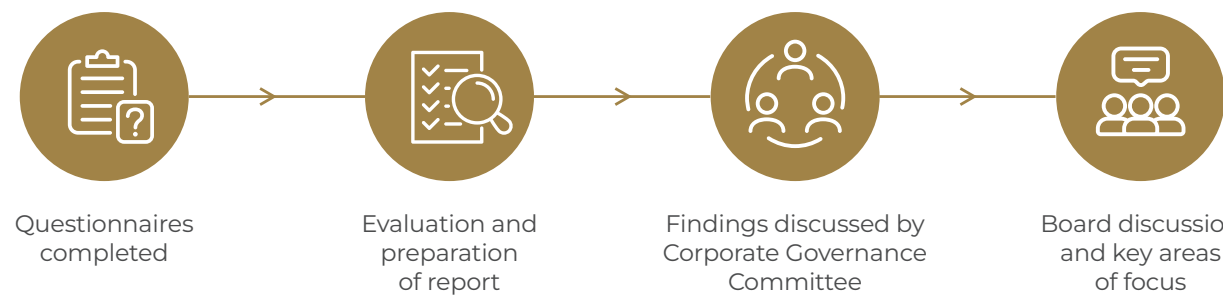 Questionnaires
completed
Evaluation and
preparation
of report
Findings discussed by
Corporate Governance
Committee
Board discussio
and key areas
of focus
?